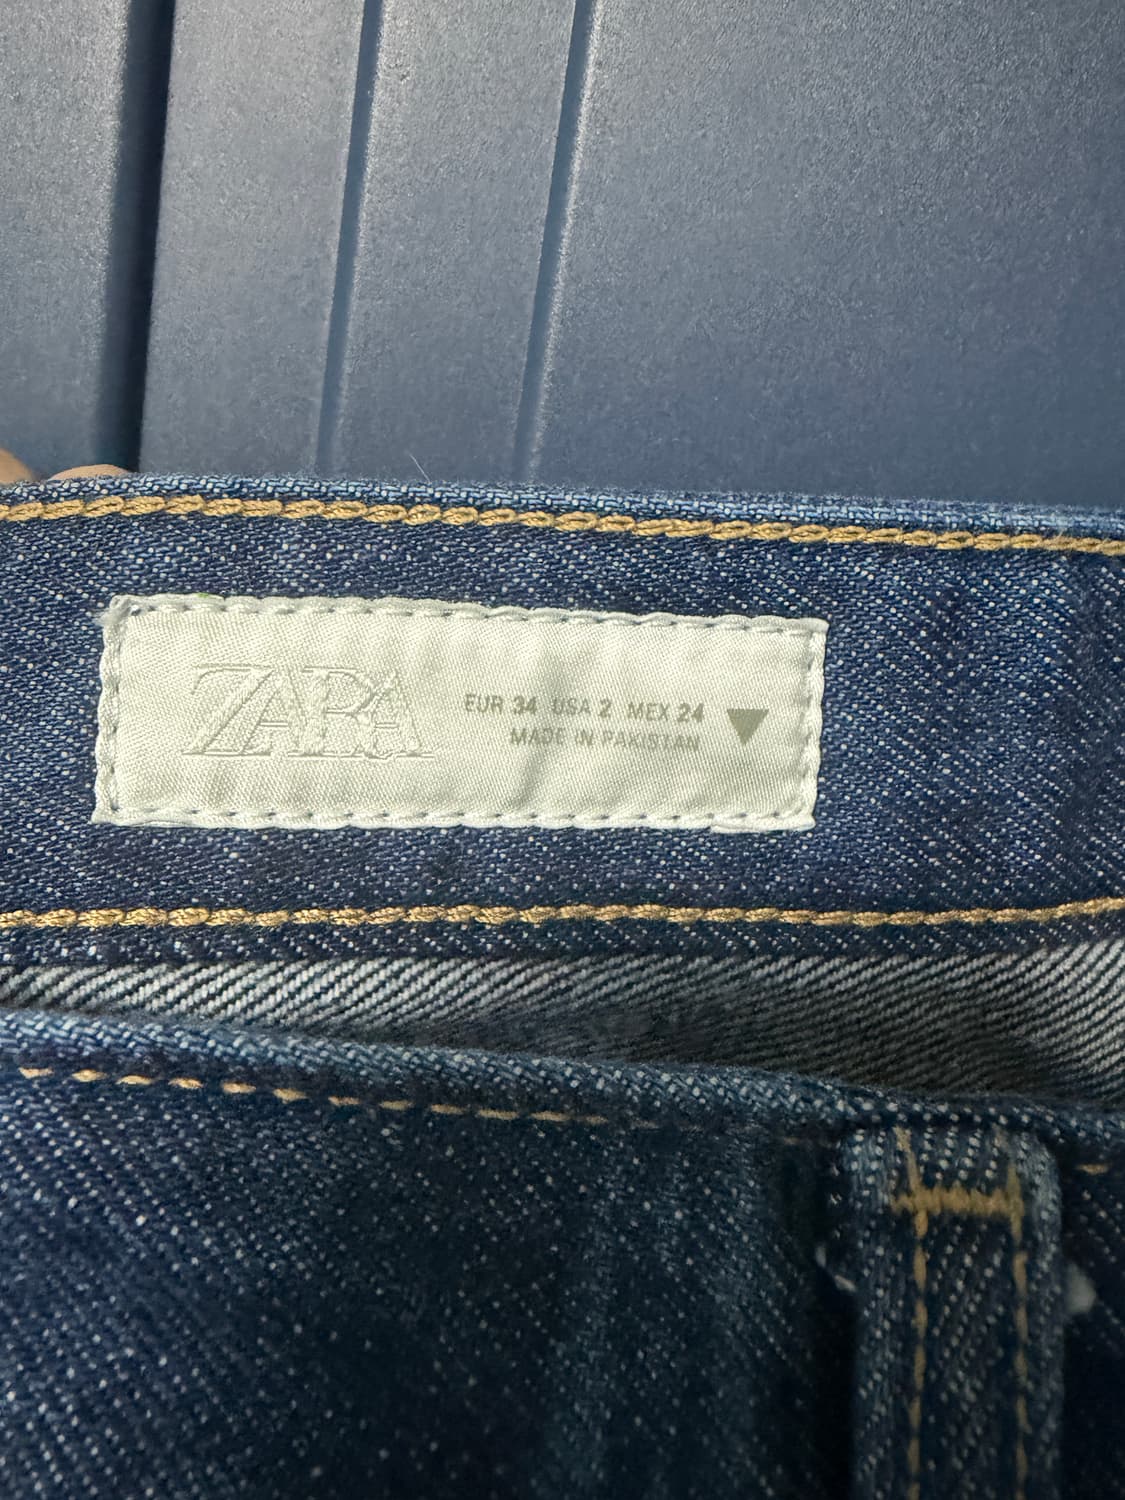 ZARA
EUR 34 USA 2 MEX 24
MADE IN PAKISTAN